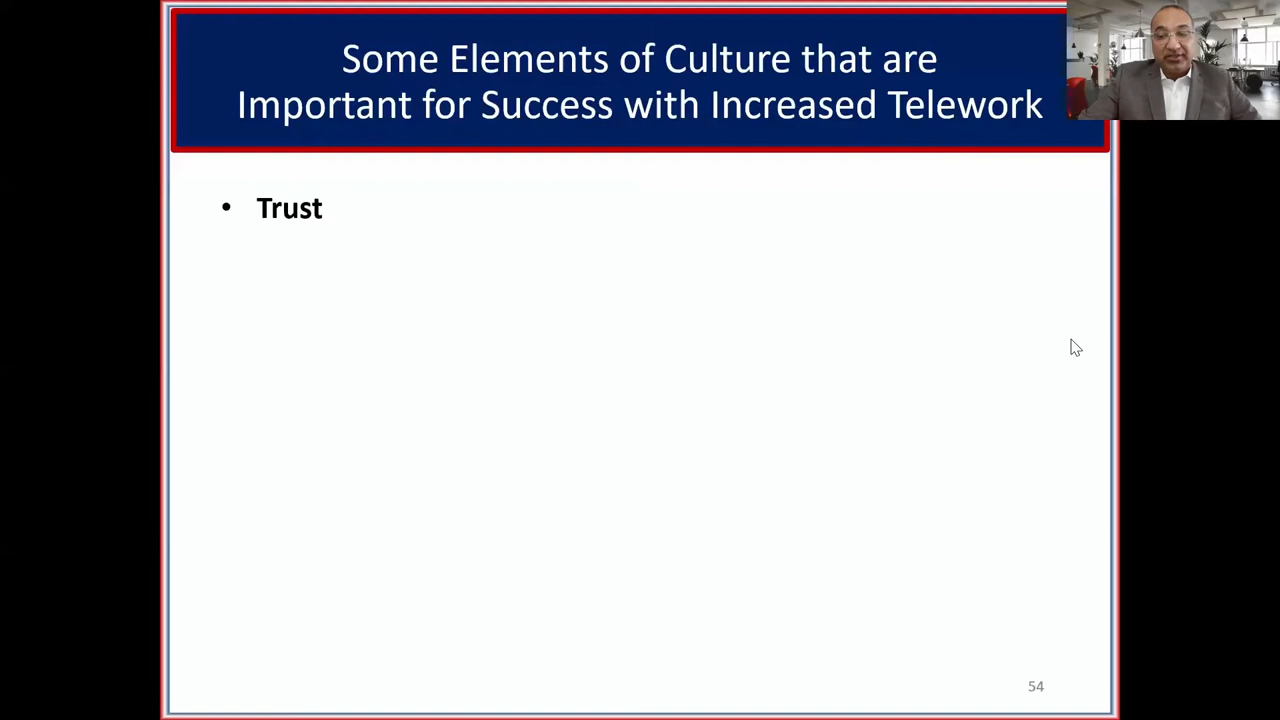 Some Elements of Culture that are
Important for Success with Increased Telework
• Trust
54